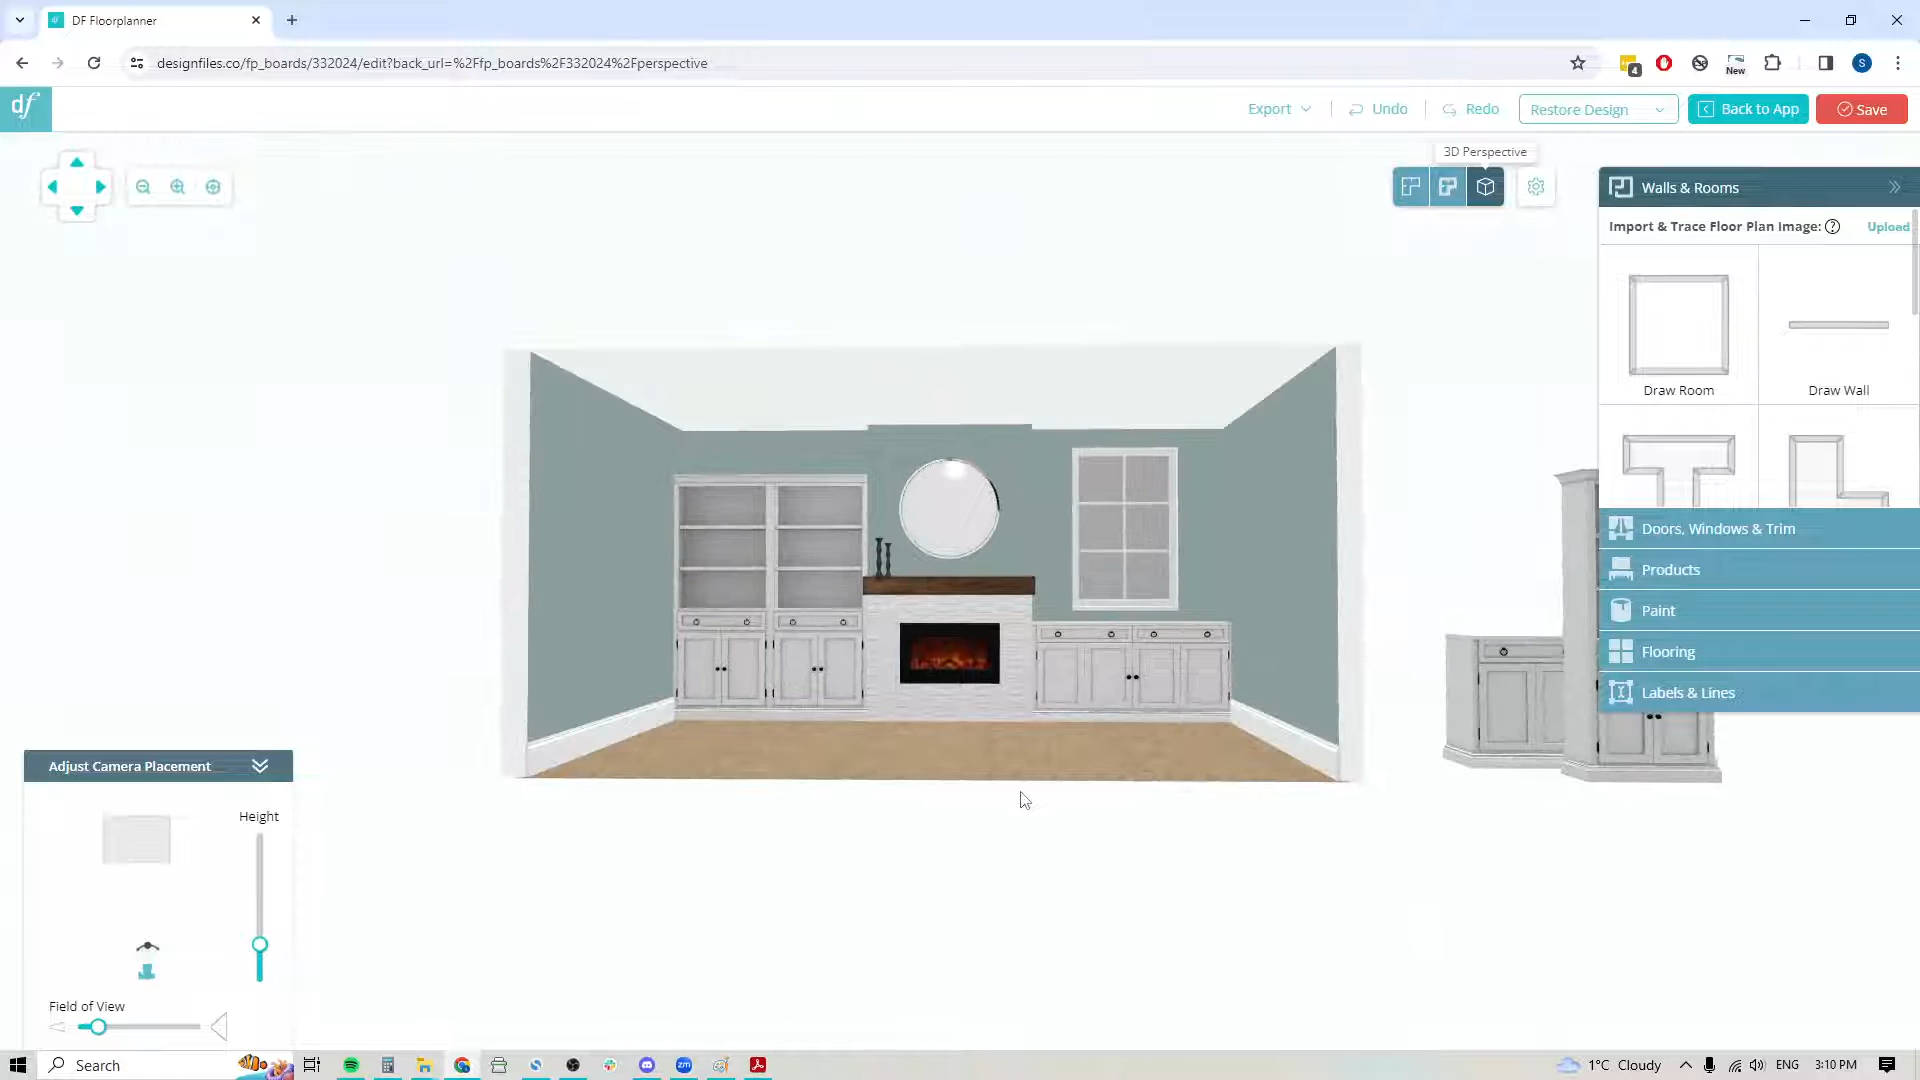 DF Floorplanner
designfiles.co/fp_boards/332024/edit?back_url=%2Ffp_boards%2F332024%2Fperspective
4
New
S
df
Export
Undo
Redo
Restore Design
Back to App
Save
3D Perspective
Walls & Rooms
Import & Trace Floor Plan Image: ?
Upload
Draw Room
Draw Wall
Doors, Windows & Trim
Products
Paint
Flooring
Labels & Lines
Adjust Camera Placement
Height
Field of View
Search
zm
1°C Cloudy
ENG
3:10 PM